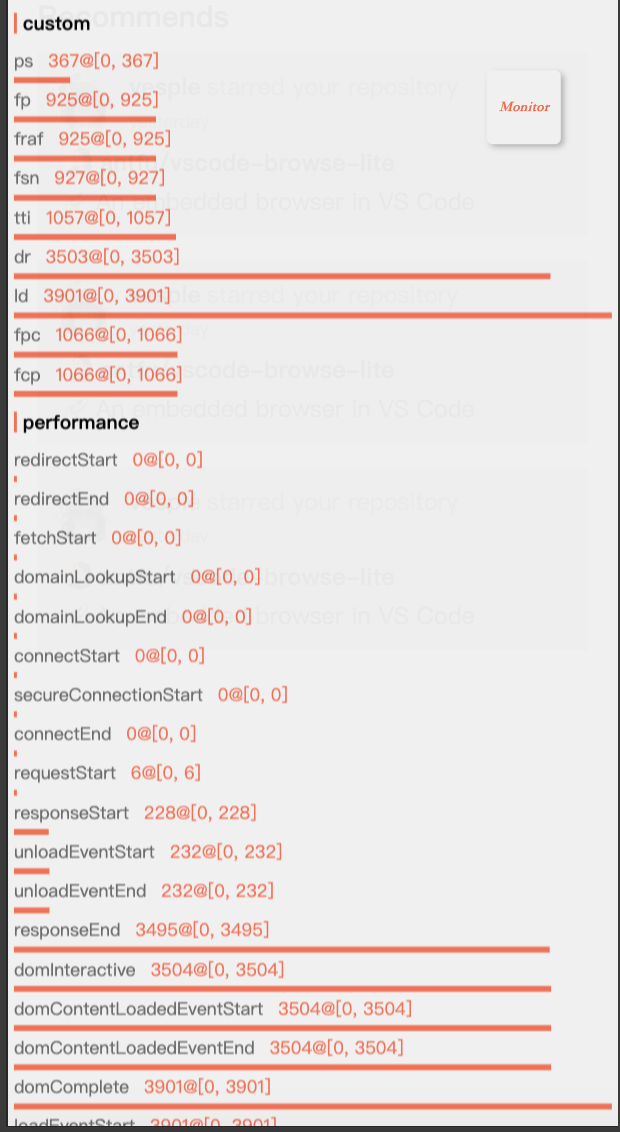 Recommends
custom
ps 367@[0, 367]
vesple starred your repository
fp 925@[0, 925]
Monitor
yesterday
fraf 925@[0, 925]
antfu/vscode-browse-lite
fsn 927@[0, 927]
An embedded browser in VS Code
tti 1057@[0, 1057]
dr 3503@[0, 3503]
ld 3901@[0, 3901]
starred your repository
fpc 1066@[0, 1066]
fcp 1066@[0, 1066]
vscode-browse-lite
An embedded browser in VS Code
performance
redirectStart 0@[0, 0]
redirectEnd 0@[0, 0]
starred your repository
fetchStart 0@[0, 0]
domainLookupStart 0@[0, 0]
browse-lite
domainLookupEnd 0@[0, 0]
browser in VS Code
connectStart 0@[0, 0]
secureConnectionStart 0@[0, 0]
connectEnd 0@[0, 0]
requestStart 6@[0, 6]
responseStart 228@[0, 228]
unloadEventStart 232@[0, 232]
unloadEventEnd 232@[0, 232]
responseEnd 3495@[0, 3495]
domInteractive 3504@[0, 3504]
domContentLoadedEventStart 3504@[0, 3504]
domContentLoadedEventEnd 3504@[0, 3504]
domComplete 3901@[0, 3901]
loadEventStart 3901@[0, 3901]